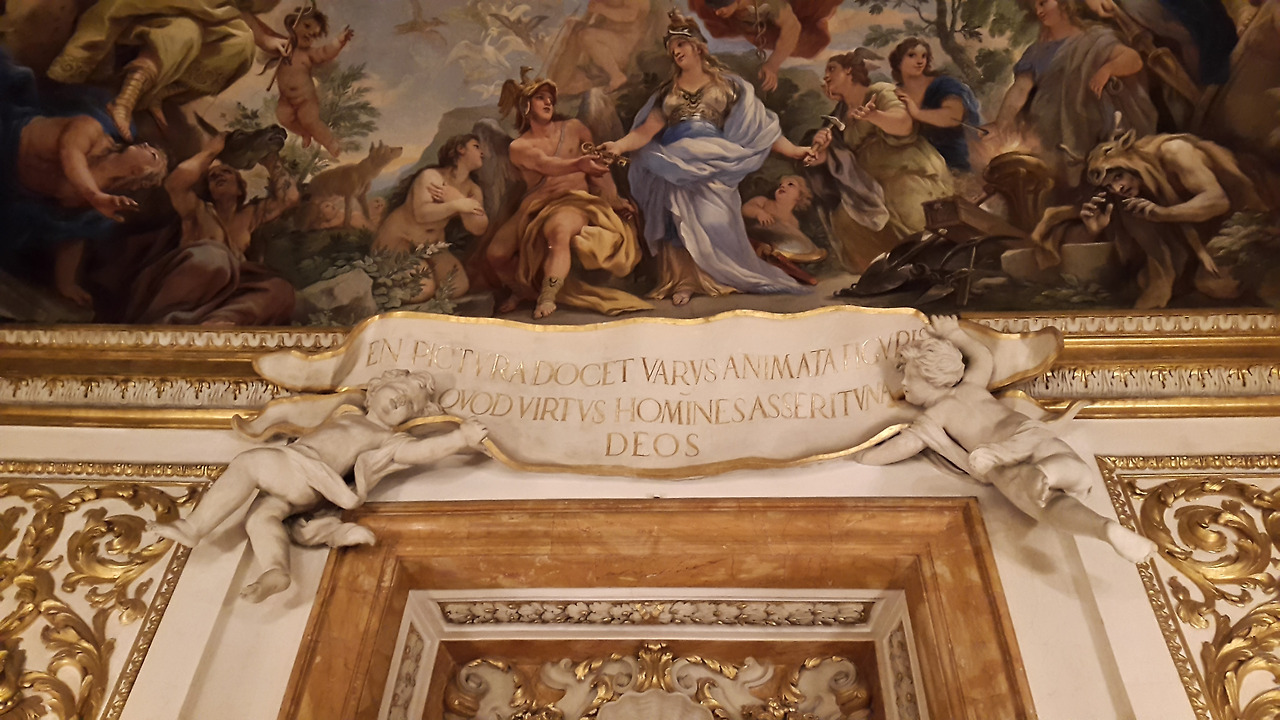 EN PICTVRA DOCET VARVS ANIMATA FIGVRIS
QVOD VIRTVS HOMINES ASSERIT VNA
DEOS